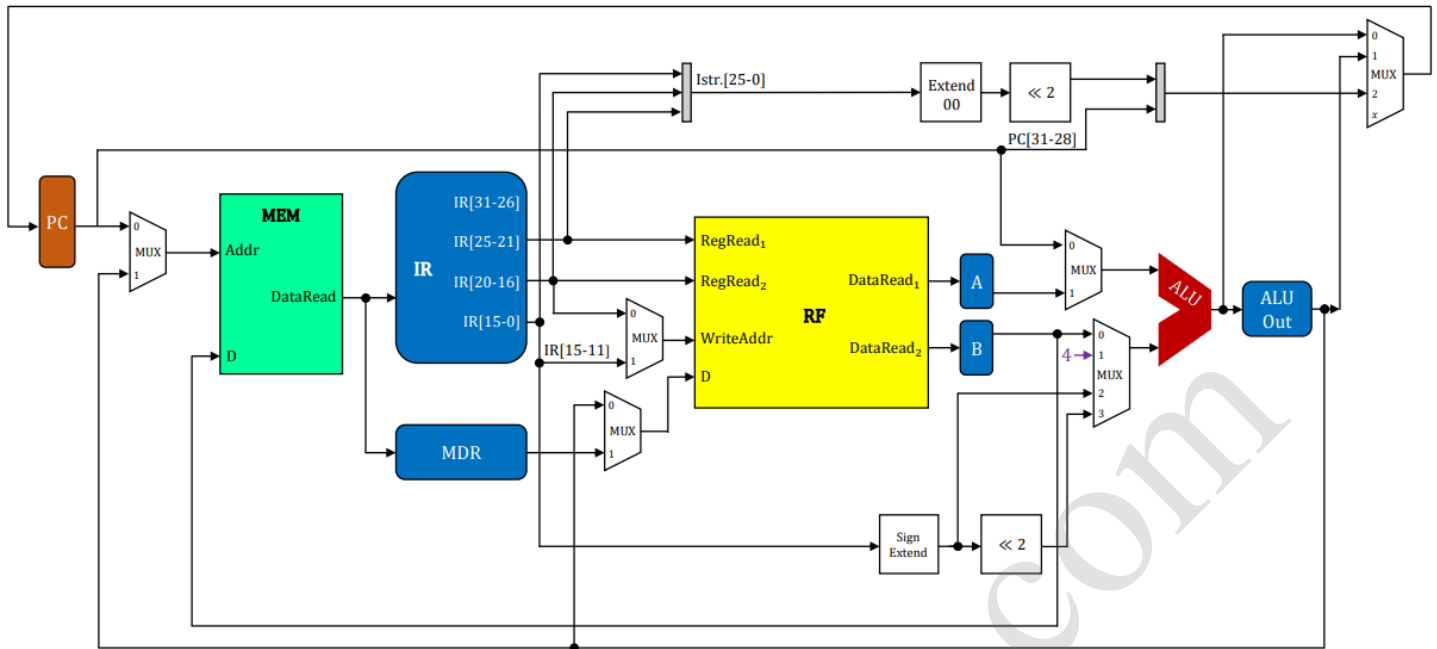 0
1
MUX
2
x
Istr.[25-0]
Extend
00
≪ 2
PC[31-28]
PC
0
MUX
1
MEM
Addr
DataRead
D
IR
IR[31-26]
IR[25-21]
IR[20-16]
IR[15-0]
IR[15-11]
0
MUX
1
RegRead₁
RegRead₂
WriteAddr
D
RF
DataRead₁
DataRead₂
A
B
0
MUX
1
0
4
1
MUX
2
3
ALU
ALU
Out
MDR
0
MUX
1
Sign
Extend
≪ 2
com